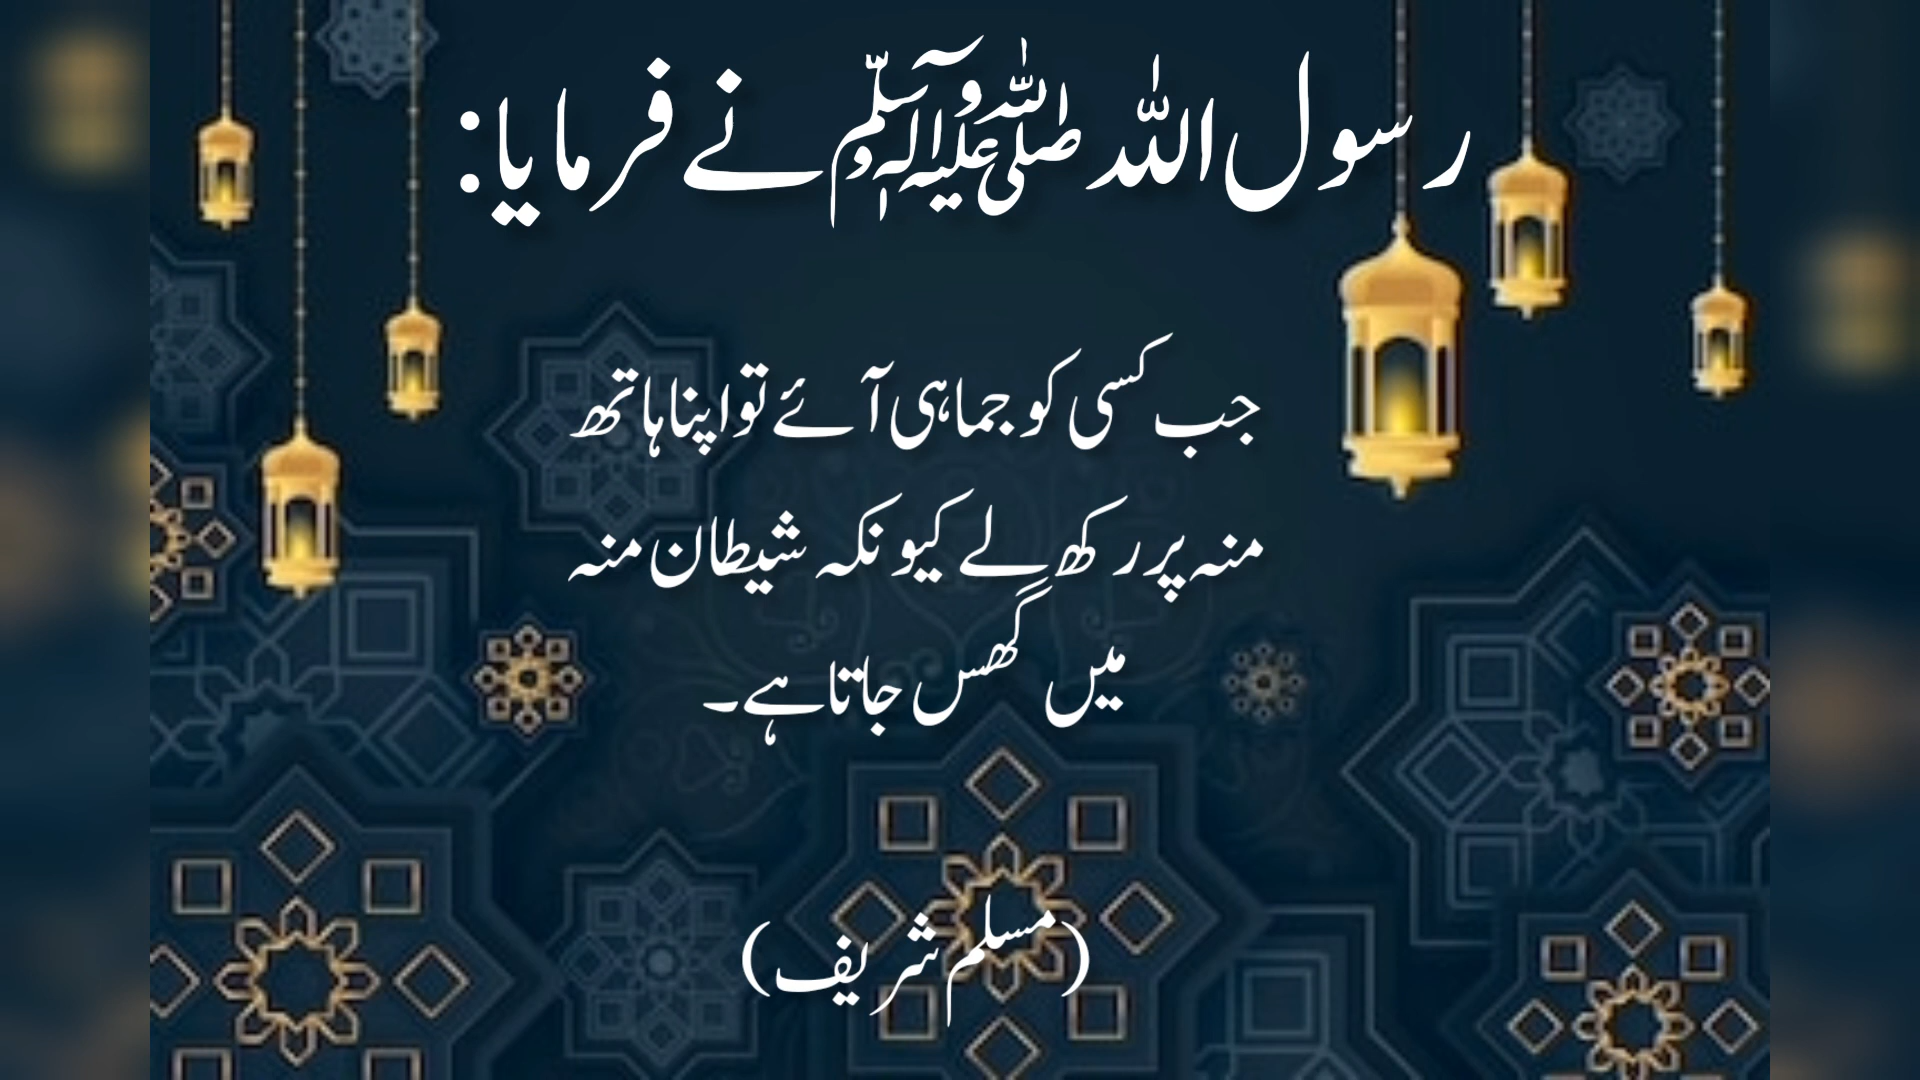 رسول اللہ صلی اللہ علیہ وآلہٖ وسلم نے فرمایا:
جب کسی کو جماہی آئے تو اپنا ہاتھ
منہ پر رکھ لے کیونکہ شیطان منہ
میں گھس جاتا ہے۔
(مسلم شریف)